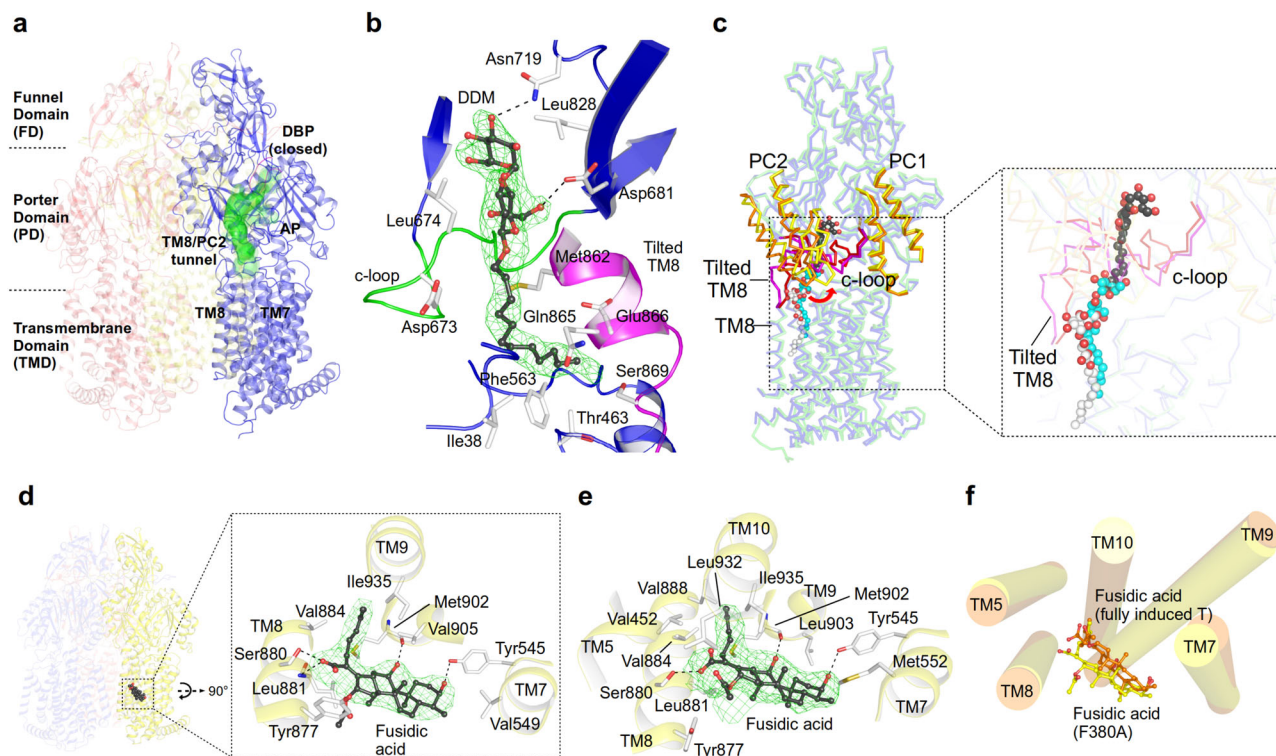 a
Funnel
Domain
(FD)
Porter
Domain
(PD)
Transmembrane
Domain
(TMD)
DBP
(closed)
TM8/PC2
tunnel
AP
TM8
TM7
b
Asn719
DDM
Leu828
Asp681
Leu674
Met862
Tilted
TM8
c-loop
Gln865
Glu866
Asp673
Phe563
Ser869
Thr463
Ile38
c
PC2
PC1
Tilted
TM8
c-loop
TM8
c-loop
Tilted
TM8
d
90°
TM9
Ile935
Met902
Val884
TM8
Val905
Tyr545
Ser880
Leu881
TM7
Tyr877
Fusidic
acid
Val549
e
TM10
Leu932
Ile935
Val888
TM9
Met902
Val452
Leu903
Tyr545
TM5
Val884
Met552
Ser880
Leu881
Fusidic acid
TM7
TM8
Tyr877
f
TM10
TM9
TM5
Fusidic acid
(fully induced T)
TM7
TM8
Fusidic acid
(F380A)